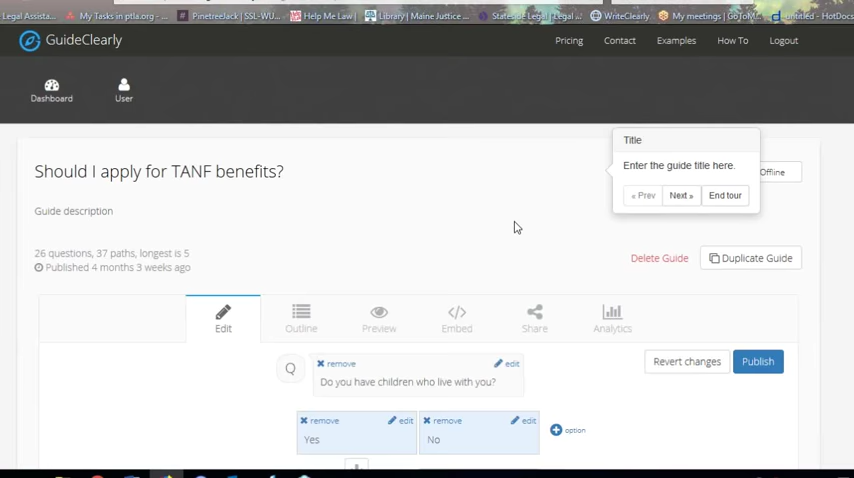 Legal Assista...
My Tasks in ptla.org - ...
PinetreeJack | SSL-WU...
Help Me Law |
Library | Maine Justice ...
Stateside Legal | Legal ...
WriteClearly
My meetings | GoToM...
untitled - HotDocs
GuideClearly
Pricing
Contact
Examples
How To
Logout
Dashboard
User
Title
Enter the guide title here.
« Prev
Next »
End tour
Should I apply for TANF benefits?
Offline
Guide description
26 questions, 37 paths, longest is 5
Published 4 months 3 weeks ago
Delete Guide
Duplicate Guide
Edit
Outline
Preview
Embed
Share
Analytics
Revert changes
Publish
Q
remove
edit
Do you have children who live with you?
remove
edit
Yes
remove
edit
No
option